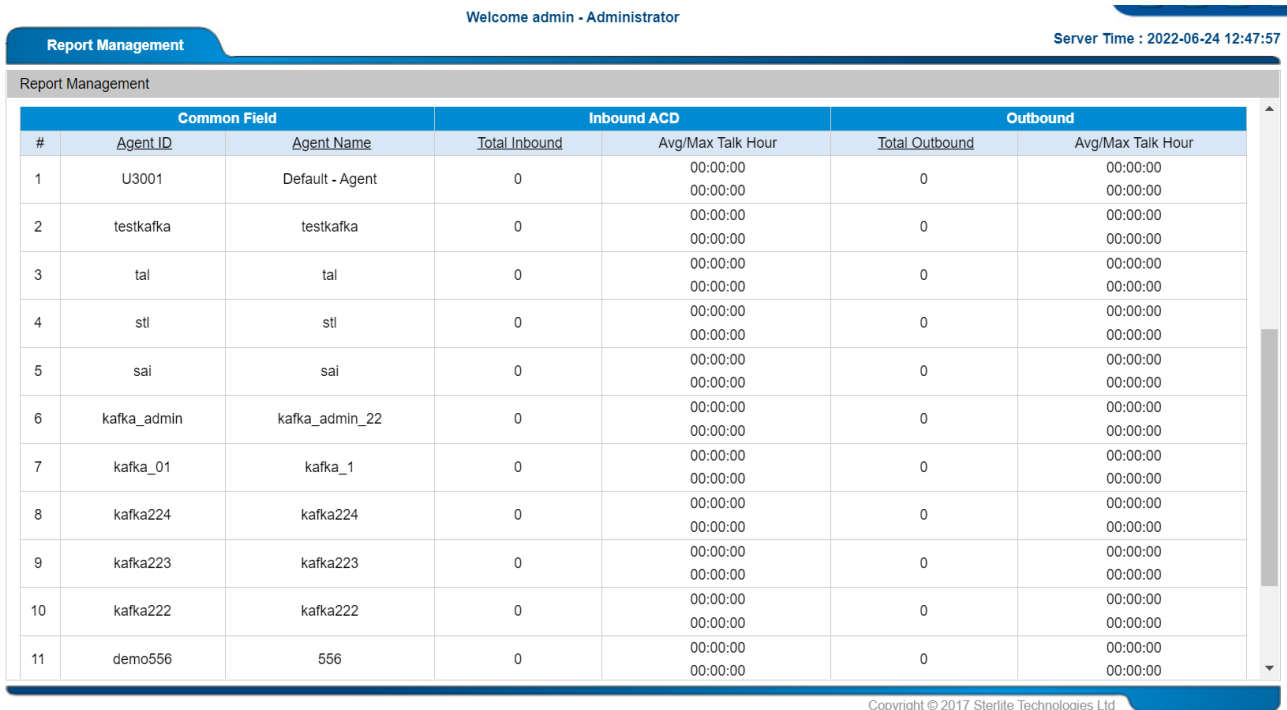 Welcome admin - Administrator
Report Management
Server Time : 2022-06-24 12:47:57
Report Management
Common Field Inbound ACD Outbound
# Agent ID Agent Name Total Inbound Avg/Max Talk Hour Total Outbound Avg/Max Talk Hour
1 U3001 Default - Agent 0 00:00:00 0 00:00:00
00:00:00 00:00:00
2 testkafka testkafka 0 00:00:00 0 00:00:00
00:00:00 00:00:00
3 tal tal 0 00:00:00 0 00:00:00
00:00:00 00:00:00
4 stl stl 0 00:00:00 0 00:00:00
00:00:00 00:00:00
5 sai sai 0 00:00:00 0 00:00:00
00:00:00 00:00:00
6 kafka_admin kafka_admin_22 0 00:00:00 0 00:00:00
00:00:00 00:00:00
7 kafka_01 kafka_1 0 00:00:00 0 00:00:00
00:00:00 00:00:00
8 kafka224 kafka224 0 00:00:00 0 00:00:00
00:00:00 00:00:00
9 kafka223 kafka223 0 00:00:00 0 00:00:00
00:00:00 00:00:00
10 kafka222 kafka222 0 00:00:00 0 00:00:00
00:00:00 00:00:00
11 demo556 556 0 00:00:00 0 00:00:00
00:00:00 00:00:00
Copyright © 2017 Sterlite Technologies Ltd